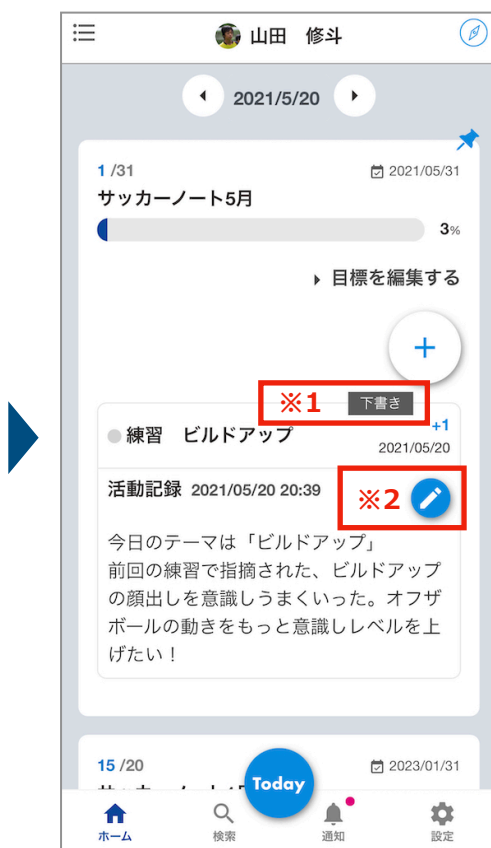 山田 修斗
2021/5/20
1 /31
2021/05/31
サッカーノート5月
3%
目標を編集する
+
※1
下書き
練習 ビルドアップ
+1
2021/05/20
活動記録 2021/05/20 20:39
※2
今日のテーマは「ビルドアップ」
前回の練習で指摘された、ビルドアップ
の顔出しを意識しうまくいった。オフザ
ボールの動きをもっと意識しレベルを上
げたい！
15 /20
2023/01/31
Today
ホーム
検索
通知
設定